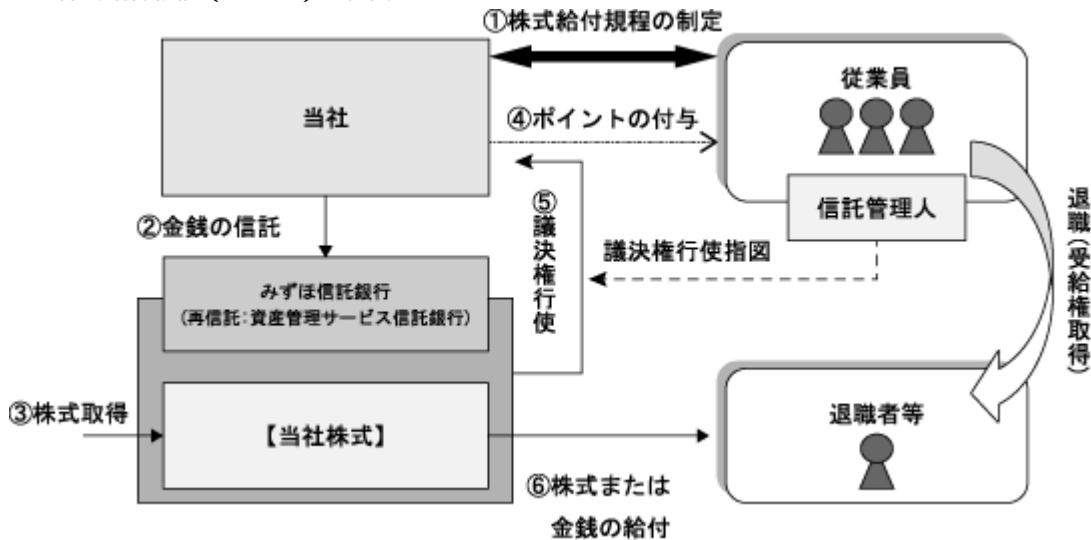 ①株式給付規程の制定
当社
従業員
④ポイントの付与
信託管理人
②金銭の信託
⑤議決権行使
議決権行使指図
退職(受給権取得)
みずほ信託銀行
(再信託:資産管理サービス信託銀行)
③株式取得
【当社株式】
退職者等
⑥株式または
金銭の給付